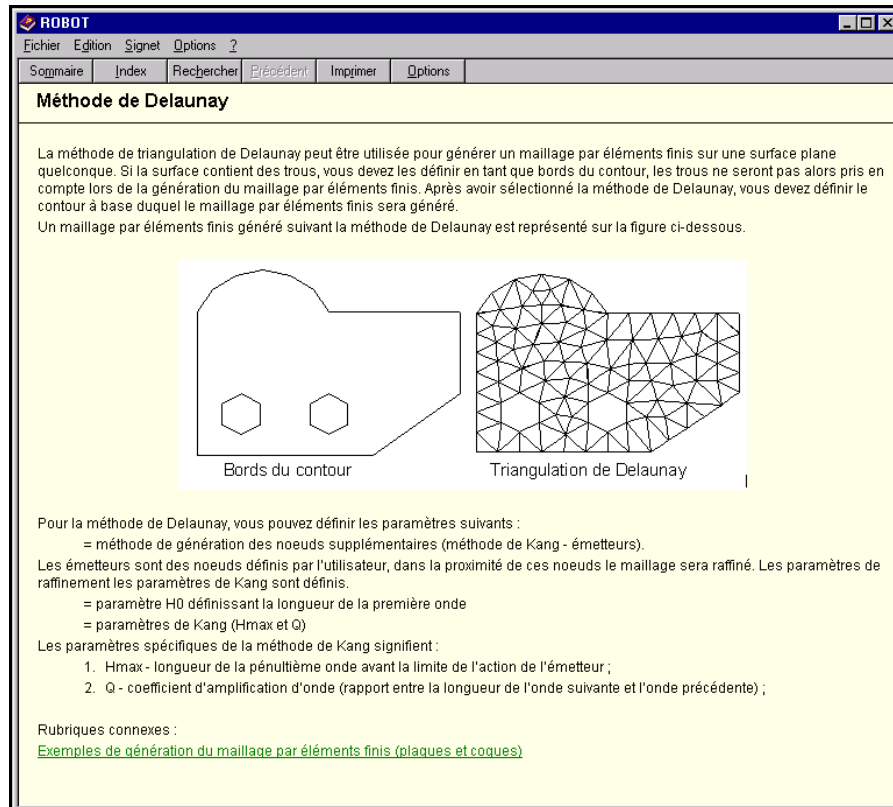 ROBOT
Fichier Edition Signet Options ?
Sommaire Index Rechercher Précédent Imprimer Options
Méthode de Delaunay
La méthode de triangulation de Delaunay peut être utilisée pour générer un maillage par éléments finis sur une surface plane
quelconque. Si la surface contient des trous, vous devez les définir en tant que bords du contour, les trous ne seront pas alors pris en
compte lors de la génération du maillage par éléments finis. Après avoir sélectionné la méthode de Delaunay, vous devez définir le
contour à base duquel le maillage par éléments finis sera généré.
Un maillage par éléments finis généré suivant la méthode de Delaunay est représenté sur la figure ci-dessous.
Bords du contour Triangulation de Delaunay
Pour la méthode de Delaunay, vous pouvez définir les paramètres suivants :
= méthode de génération des noeuds supplémentaires (méthode de Kang - émetteurs).
Les émetteurs sont des noeuds définis par l'utilisateur, dans la proximité de ces noeuds le maillage sera raffiné. Les paramètres de
raffinement les paramètres de Kang sont définis.
= paramètre H0 définissant la longueur de la première onde
= paramètres de Kang (Hmax et Q)
Les paramètres spécifiques de la méthode de Kang signifient :
1. Hmax - longueur de la pénultième onde avant la limite de l'action de l'émetteur ;
2. Q - coefficient d'amplification d'onde (rapport entre la longueur de l'onde suivante et l'onde précédente) ;
Rubriques connexes :
Exemples de génération du maillage par éléments finis (plaques et coques)